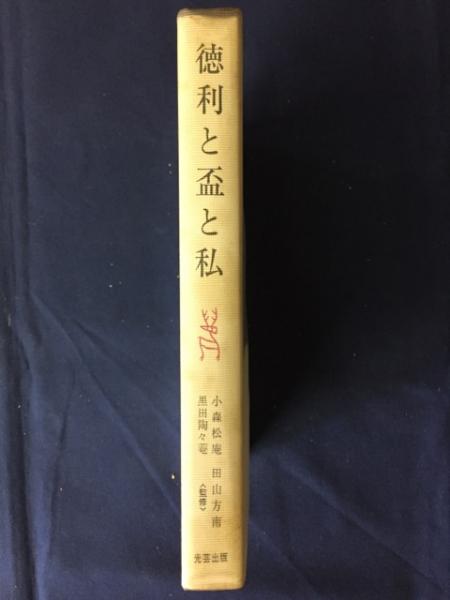 徳利と盃と私
小森松庵 田山方南
黒田陶々菴
〈監修〉
光芸出版